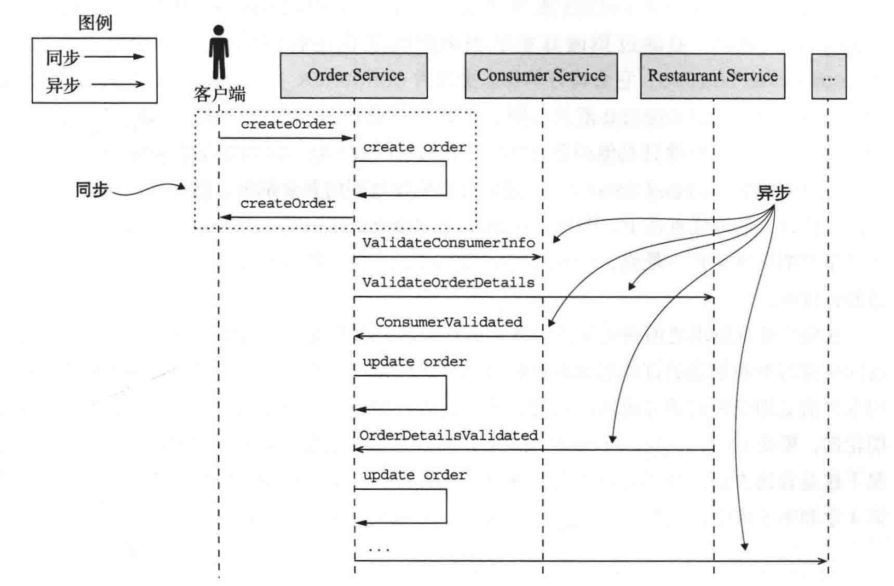 图例
同步
异步
客户端
Order Service
Consumer Service
Restaurant Service
...
createOrder
create order
同步
createOrder
异步
ValidateConsumerInfo
ValidateOrderDetails
ConsumerValidated
update order
OrderDetailsValidated
update order
...